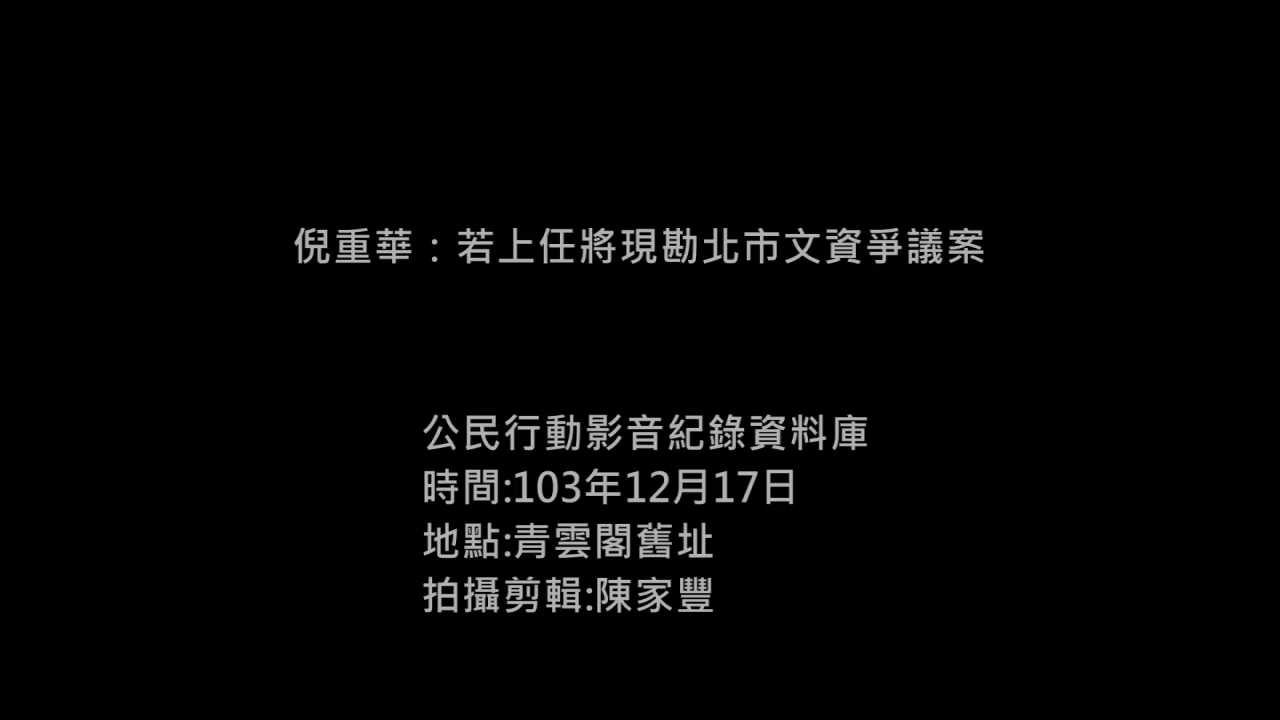 倪重華：若上任將現勘北市文資爭議案
公民行動影音紀錄資料庫
時間:103年12月17日
地點:青雲閣舊址
拍攝剪輯:陳家豐